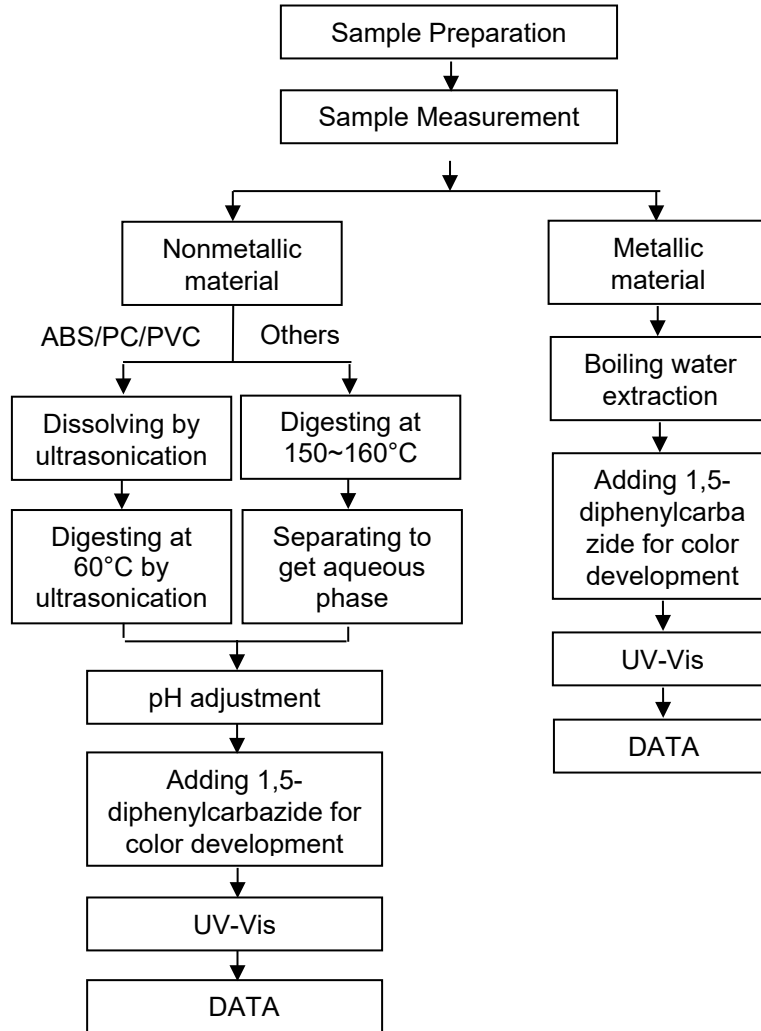 Sample Preparation
Sample Measurement
Nonmetallic
material
Metallic
material
ABS/PC/PVC
Others
Boiling water
extraction
Dissolving by
ultrasonication
Digesting at
150~160°C
Adding 1,5-
diphenylcarba
zide for color
development
Digesting at
60°C by
ultrasonication
Separating to
get aqueous
phase
UV-Vis
pH adjustment
DATA
Adding 1,5-
diphenylcarbazide for
color development
UV-Vis
DATA